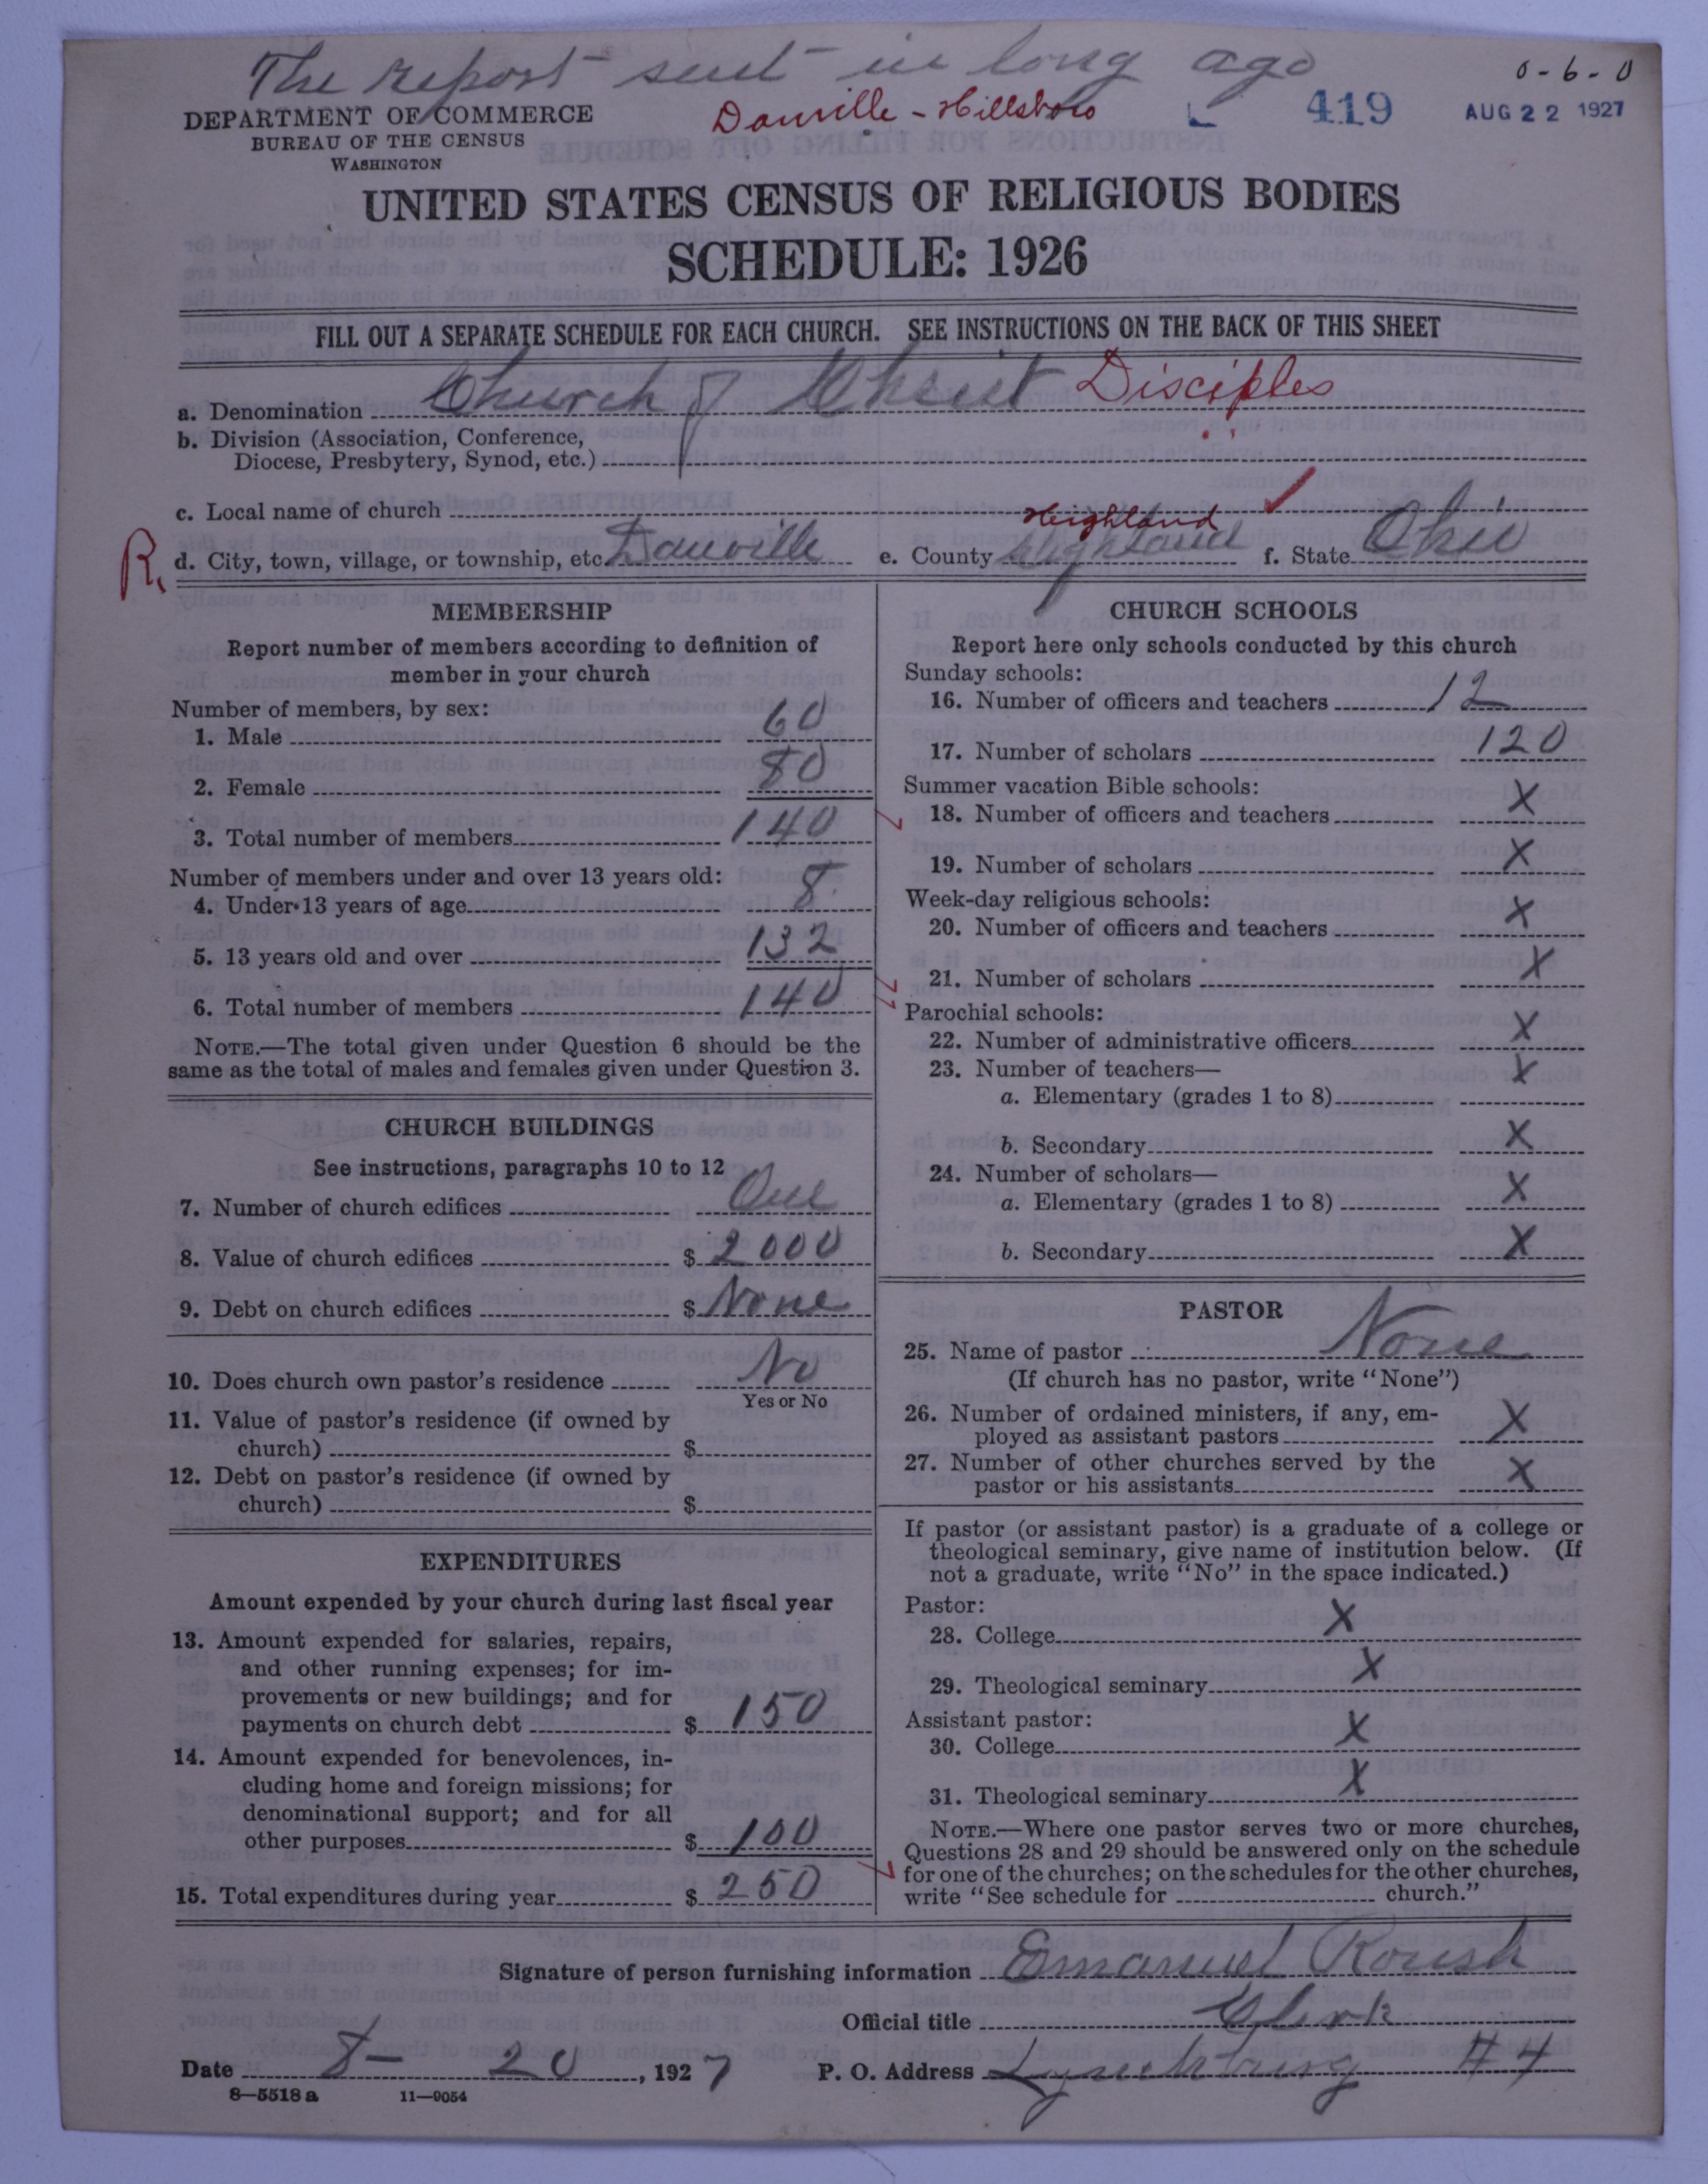 The report sent in long ago
0-6-0
DEPARTMENT OF COMMERCE
BUREAU OF THE CENSUS
WASHINGTON
Danville - Hillsboro
L 419 AUG 22 1927
UNITED STATES CENSUS OF RELIGIOUS BODIES
SCHEDULE: 1926
FILL OUT A SEPARATE SCHEDULE FOR EACH CHURCH. SEE INSTRUCTIONS ON THE BACK OF THIS SHEET
a. Denomination Church of Christ Disciples
b. Division (Association, Conference,
Diocese, Presbytery, Synod, etc.)
c. Local name of church
Highland
R. d. City, town, village, or township, etc. Danville e. County Highland f. State Ohio
MEMBERSHIP
Report number of members according to definition of
member in your church
Number of members, by sex:
1. Male 60
2. Female 80
3. Total number of members 140
Number of members under and over 13 years old:
4. Under 13 years of age 8
5. 13 years old and over 132
6. Total number of members 140
NOTE.—The total given under Question 6 should be the
same as the total of males and females given under Question 3.
CHURCH BUILDINGS
See instructions, paragraphs 10 to 12
7. Number of church edifices One
8. Value of church edifices $ 2000
9. Debt on church edifices $ None
10. Does church own pastor's residence No
Yes or No
11. Value of pastor's residence (if owned by
church) $
12. Debt on pastor's residence (if owned by
church) $
EXPENDITURES
Amount expended by your church during last fiscal year
13. Amount expended for salaries, repairs,
and other running expenses; for im-
provements or new buildings; and for
payments on church debt $ 150
14. Amount expended for benevolences, in-
cluding home and foreign missions; for
denominational support; and for all
other purposes $ 100
15. Total expenditures during year $ 250
CHURCH SCHOOLS
Report here only schools conducted by this church
Sunday schools:
16. Number of officers and teachers 12
17. Number of scholars 120
Summer vacation Bible schools:
18. Number of officers and teachers X
19. Number of scholars X
Week-day religious schools:
20. Number of officers and teachers X
21. Number of scholars X
Parochial schools:
22. Number of administrative officers X
23. Number of teachers— X
a. Elementary (grades 1 to 8)
b. Secondary X
24. Number of scholars—
a. Elementary (grades 1 to 8) X
b. Secondary X
PASTOR
25. Name of pastor None
(If church has no pastor, write "None")
26. Number of ordained ministers, if any, em-
ployed as assistant pastors X
27. Number of other churches served by the
pastor or his assistants X
If pastor (or assistant pastor) is a graduate of a college or
theological seminary, give name of institution below. (If
not a graduate, write "No" in the space indicated.)
Pastor:
28. College X
29. Theological seminary X
Assistant pastor:
30. College X
31. Theological seminary X
NOTE.—Where one pastor serves two or more churches,
Questions 28 and 29 should be answered only on the schedule
for one of the churches; on the schedules for the other churches,
write "See schedule for church."
Signature of person furnishing information Emanuel Roush
Official title Clerk
Date 8- 20, 1927 P. O. Address Lynchburg #4
8—5518 a 11—9054